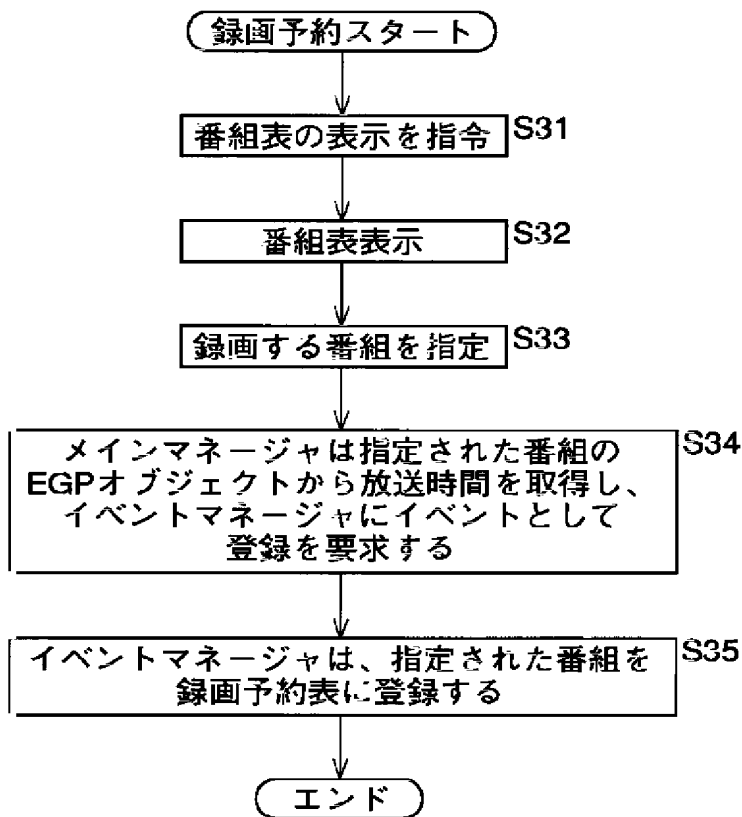 録画予約スタート
番組表の表示を指令
S31
番組表表示
S32
録画する番組を指定
S33
メインマネージャは指定された番組の
S34
EGPオブジェクトから放送時間を取得し、
イベントマネージャにイベントとして
登録を要求する
イベントマネージャは、指定された番組を
S35
録画予約表に登録する
エンド